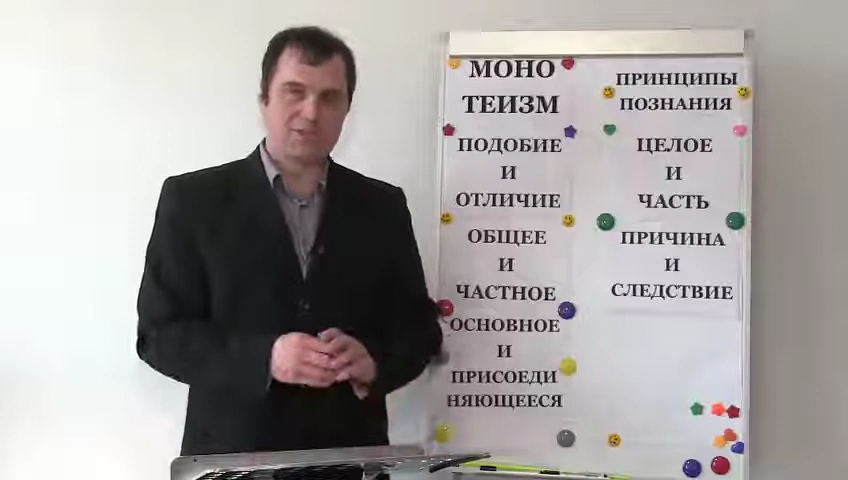 МОНО
ТЕИЗМ
ПОДОБИЕ
И
ОТЛИЧИЕ
ОБЩЕЕ
И
ЧАСТНОЕ
ОСНОВНОЕ
И
ПРИСОЕДИ
НЯЮЩЕЕСЯ
ПРИНЦИПЫ
ПОЗНАНИЯ
ЦЕЛОЕ
И
ЧАСТЬ
ПРИЧИНА
И
СЛЕДСТВИЕ